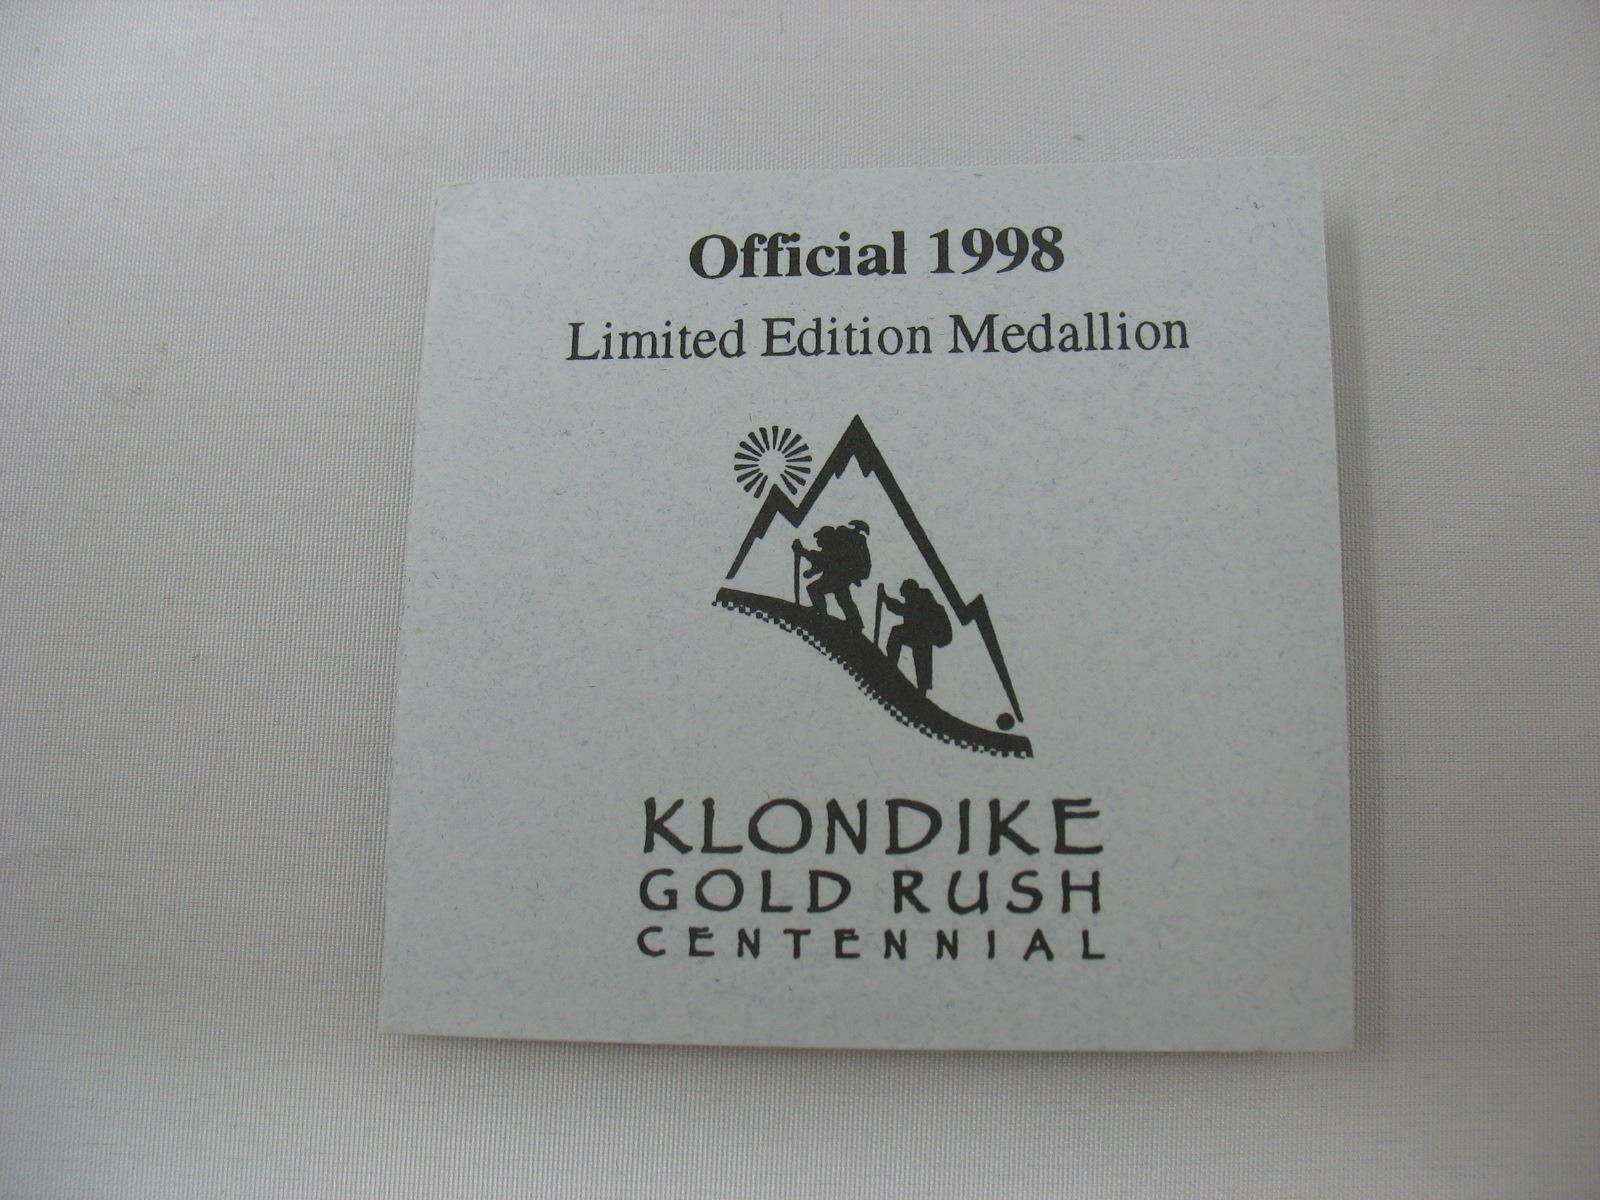 Official 1998
Limited Edition Medallion
KLONDIKE
GOLD RUSH
CENTENNIAL